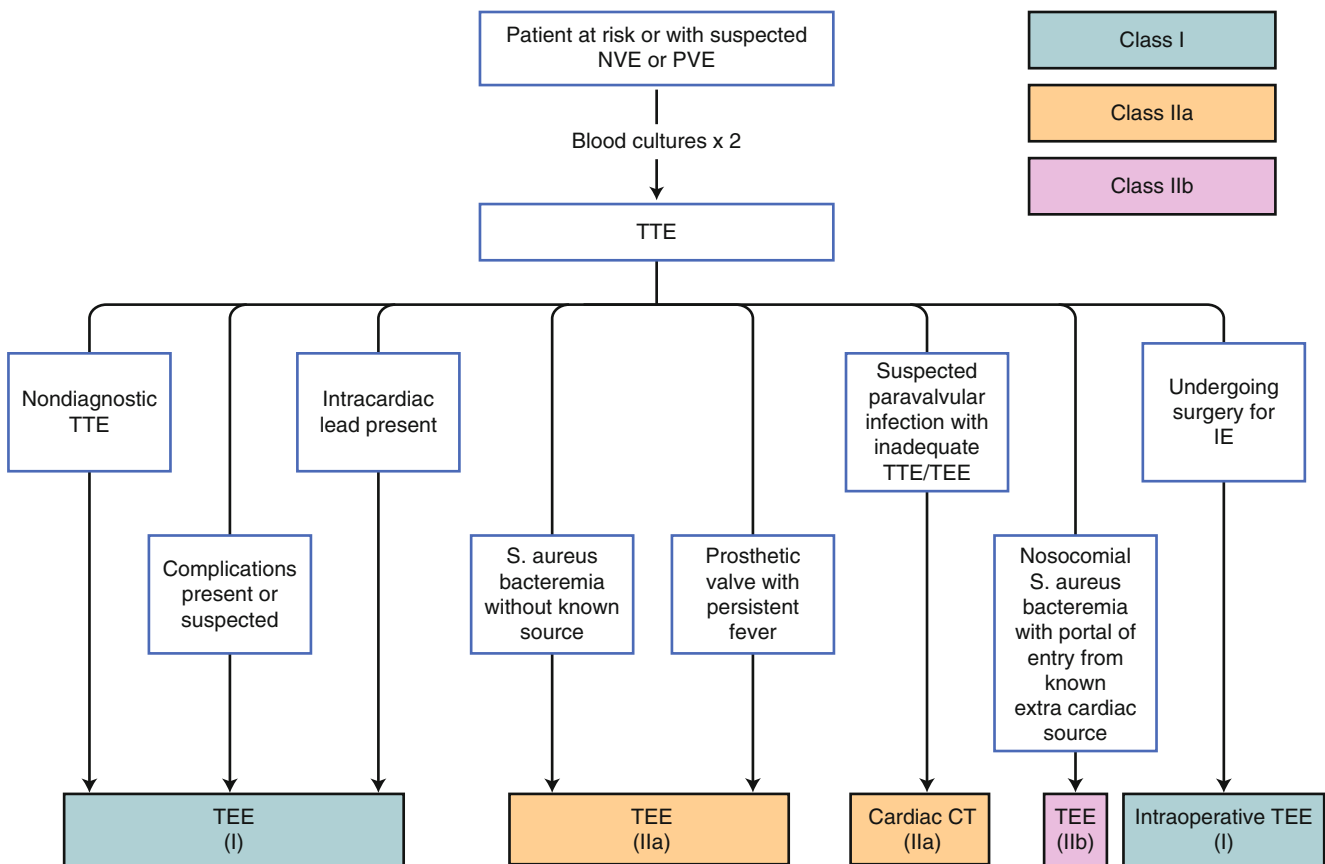 Patient at risk or with suspected
NVE or PVE
Class I
Class IIa
Class IIb
Blood cultures x 2
TTE
Nondiagnostic
TTE
Intracardiac
lead present
Suspected
paravalvular
infection with
inadequate
TTE/TEE
Undergoing
surgery for
IE
Complications
present or
suspected
S. aureus
bacteremia
without known
source
Prosthetic
valve with
persistent
fever
Nosocomial
S. aureus
bacteremia
with portal of
entry from
known
extra cardiac
source
TEE
(I)
TEE
(IIa)
Cardiac CT
(IIa)
TEE
(IIb)
Intraoperative TEE
(I)